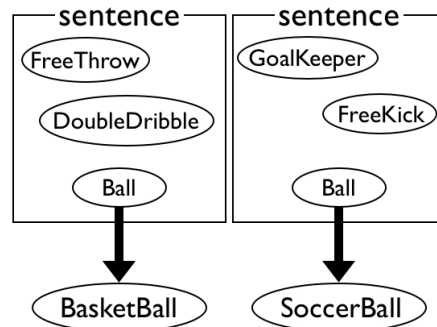 sentence
FreeThrow
DoubleDribble
Ball
BasketBall
sentence
GoalKeeper
FreeKick
Ball
SoccerBall